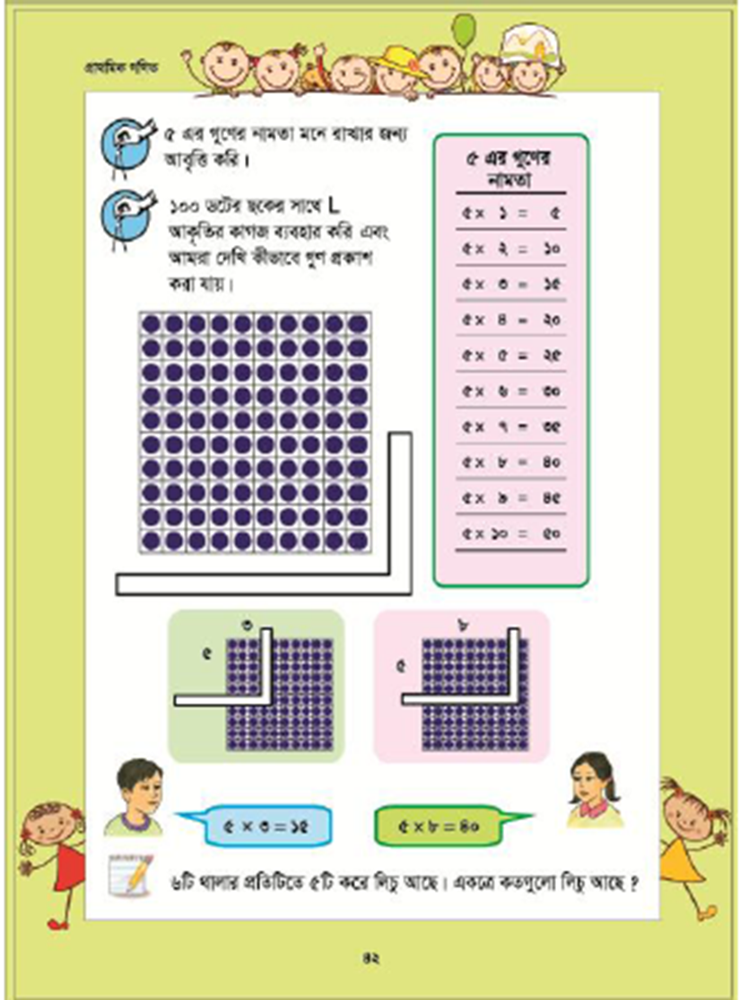 প্রাথমিক গণিত
৫ এর গুণের নামতা মনে রাখার জন্য
আবৃত্তি করি।
১০০ ডটের ছকের সাথে L
আকৃতির কাগজ ব্যবহার করি এবং
আমরা দেখি কীভাবে গুণ প্রকাশ
করা যায়।
৫ এর গুণের
নামতা
৫ × ১ = ৫
৫ × ২ = ১০
৫ × ৩ = ১৫
৫ × ৪ = ২০
৫ × ৫ = ২৫
৫ × ৬ = ৩০
৫ × ৭ = ৩৫
৫ × ৮ = ৪০
৫ × ৯ = ৪৫
৫ × ১০ = ৫০
৩
৫
৮
৫
৫ × ৩ = ১৫
৫ × ৮ = ৪০
৬টি থালার প্রতিটিতে ৫টি করে লিচু আছে। একত্রে কতগুলো লিচু আছে ?
৪২